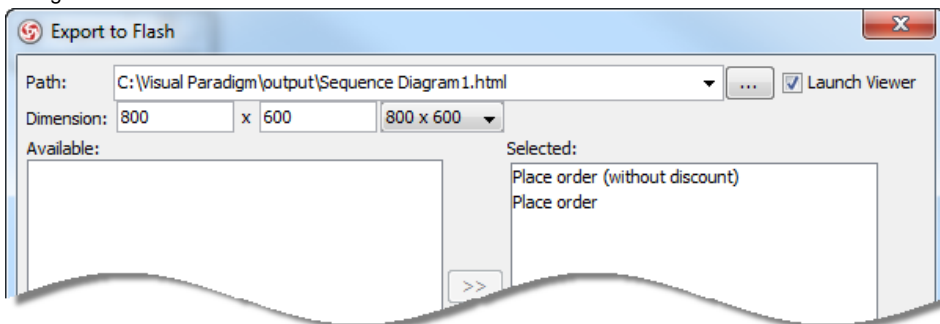 Export to Flash
Path: C:\Visual Paradigm\output\Sequence Diagram1.html ... Launch Viewer
Dimension: 800 x 600 800 x 600
Available: Selected:
Place order (without discount)
Place order
>>